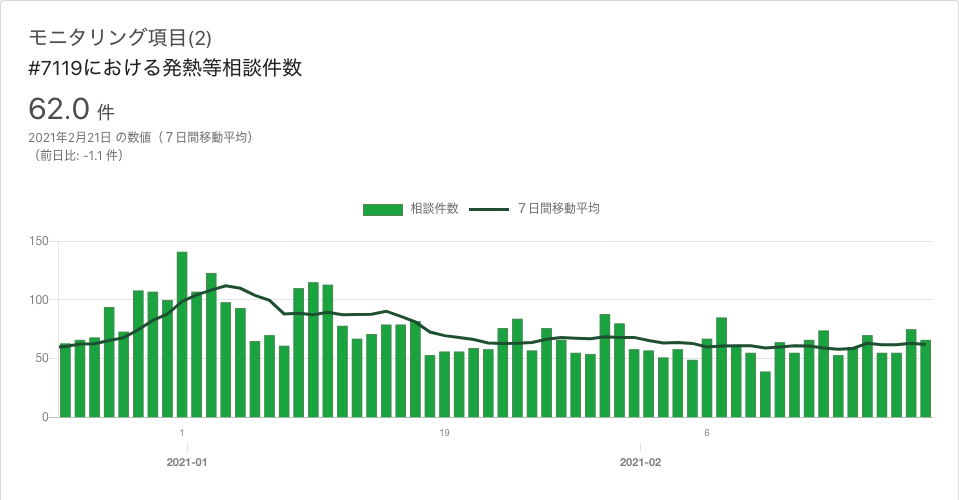 モニタリング項目(2)
#7119における発熱等相談件数
62.0 件
2021年2月21日 の数値（７日間移動平均）
（前日比: -1.1 件）
相談件数 ７日間移動平均
150
100
50
0
1 19 6
2021-01 2021-02